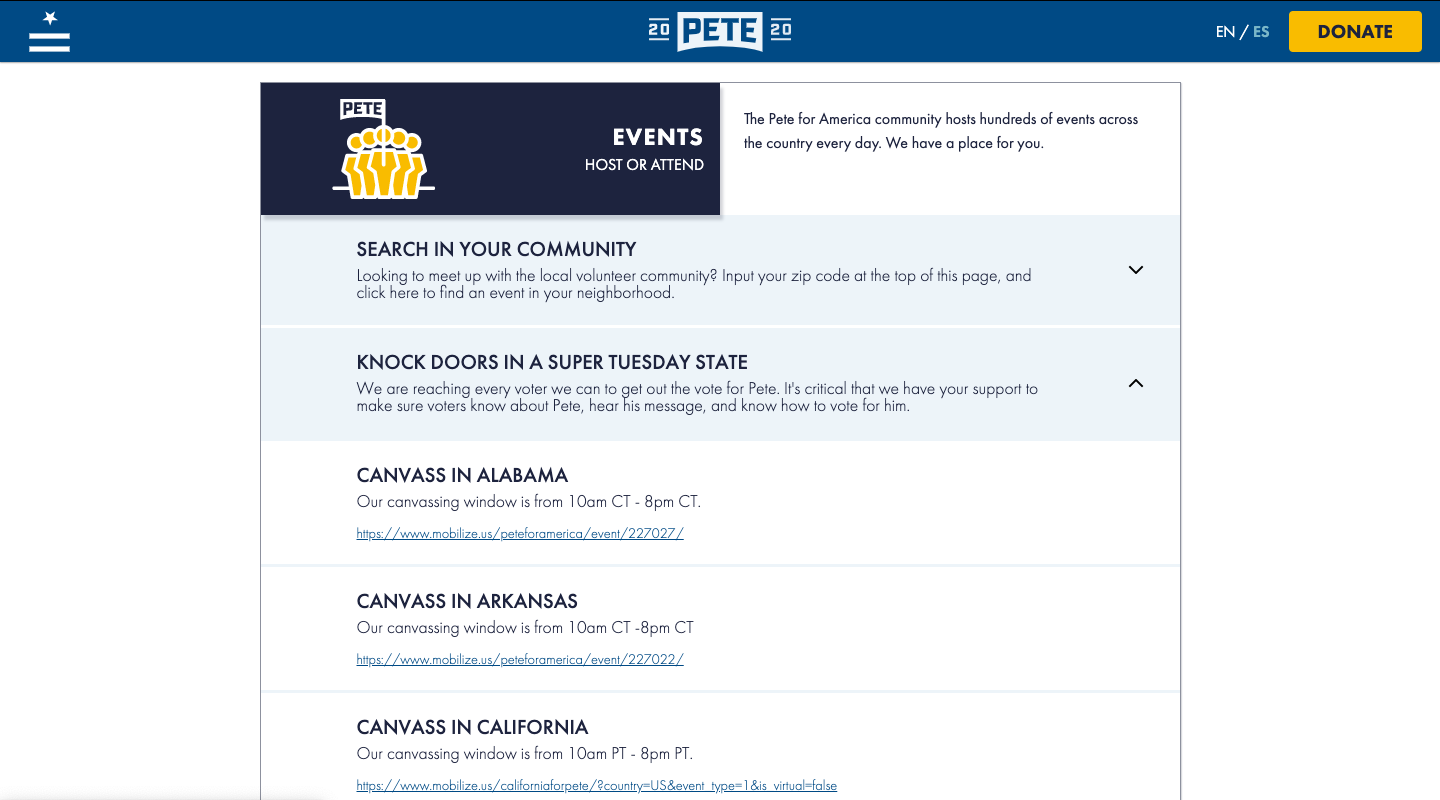 20 PETE 20
EN / ES
DONATE
PETE
EVENTS
HOST OR ATTEND
The Pete for America community hosts hundreds of events across
the country every day. We have a place for you.
SEARCH IN YOUR COMMUNITY
Looking to meet up with the local volunteer community? Input your zip code at the top of this page, and
click here to find an event in your neighborhood.
KNOCK DOORS IN A SUPER TUESDAY STATE
We are reaching every voter we can to get out the vote for Pete. It's critical that we have your support to
make sure voters know about Pete, hear his message, and know how to vote for him.
CANVASS IN ALABAMA
Our canvassing window is from 10am CT - 8pm CT.
https://www.mobilize.us/peteforamerica/event/227027/
CANVASS IN ARKANSAS
Our canvassing window is from 10am CT -8pm CT
https://www.mobilize.us/peteforamerica/event/227022/
CANVASS IN CALIFORNIA
Our canvassing window is from 10am PT - 8pm PT.
https://www.mobilize.us/californiaforpete/?country=US&event_type=1&is_virtual=false